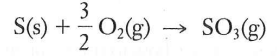 S(s) + 3/2 O₂(g) → SO₃(g)